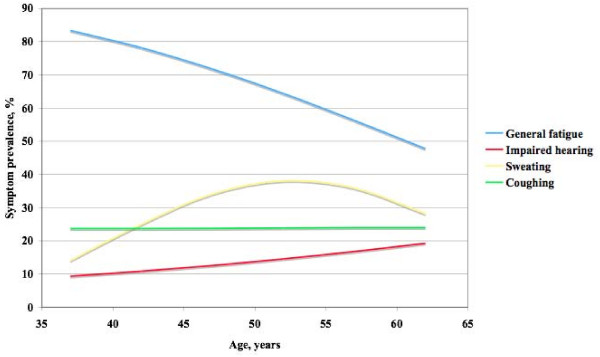 90
80
70
60
50
40
30
20
10
0
Symptom prevalence, %
35 40 45 50 55 60 65
Age, years
General fatigue
Impaired hearing
Sweating
Coughing